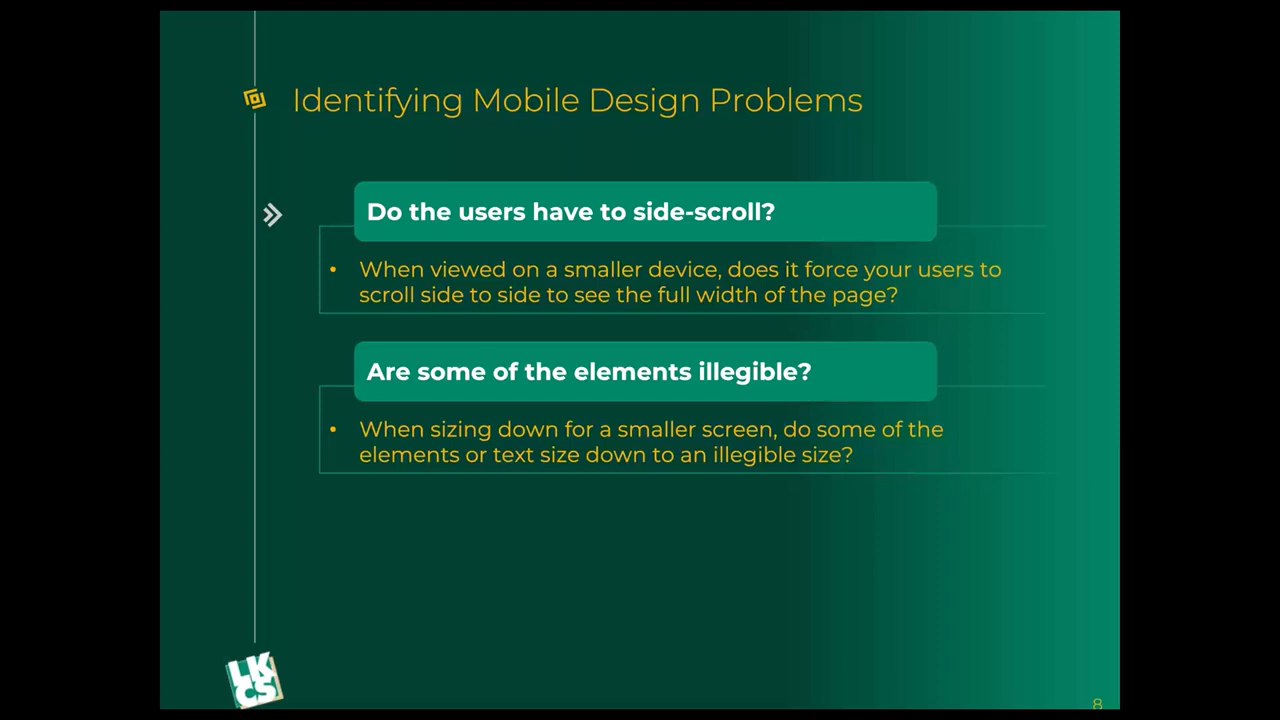 Identifying Mobile Design Problems
Do the users have to side-scroll?
• When viewed on a smaller device, does it force your users to
scroll side to side to see the full width of the page?
Are some of the elements illegible?
• When sizing down for a smaller screen, do some of the
elements or text size down to an illegible size?
LK
CS
8